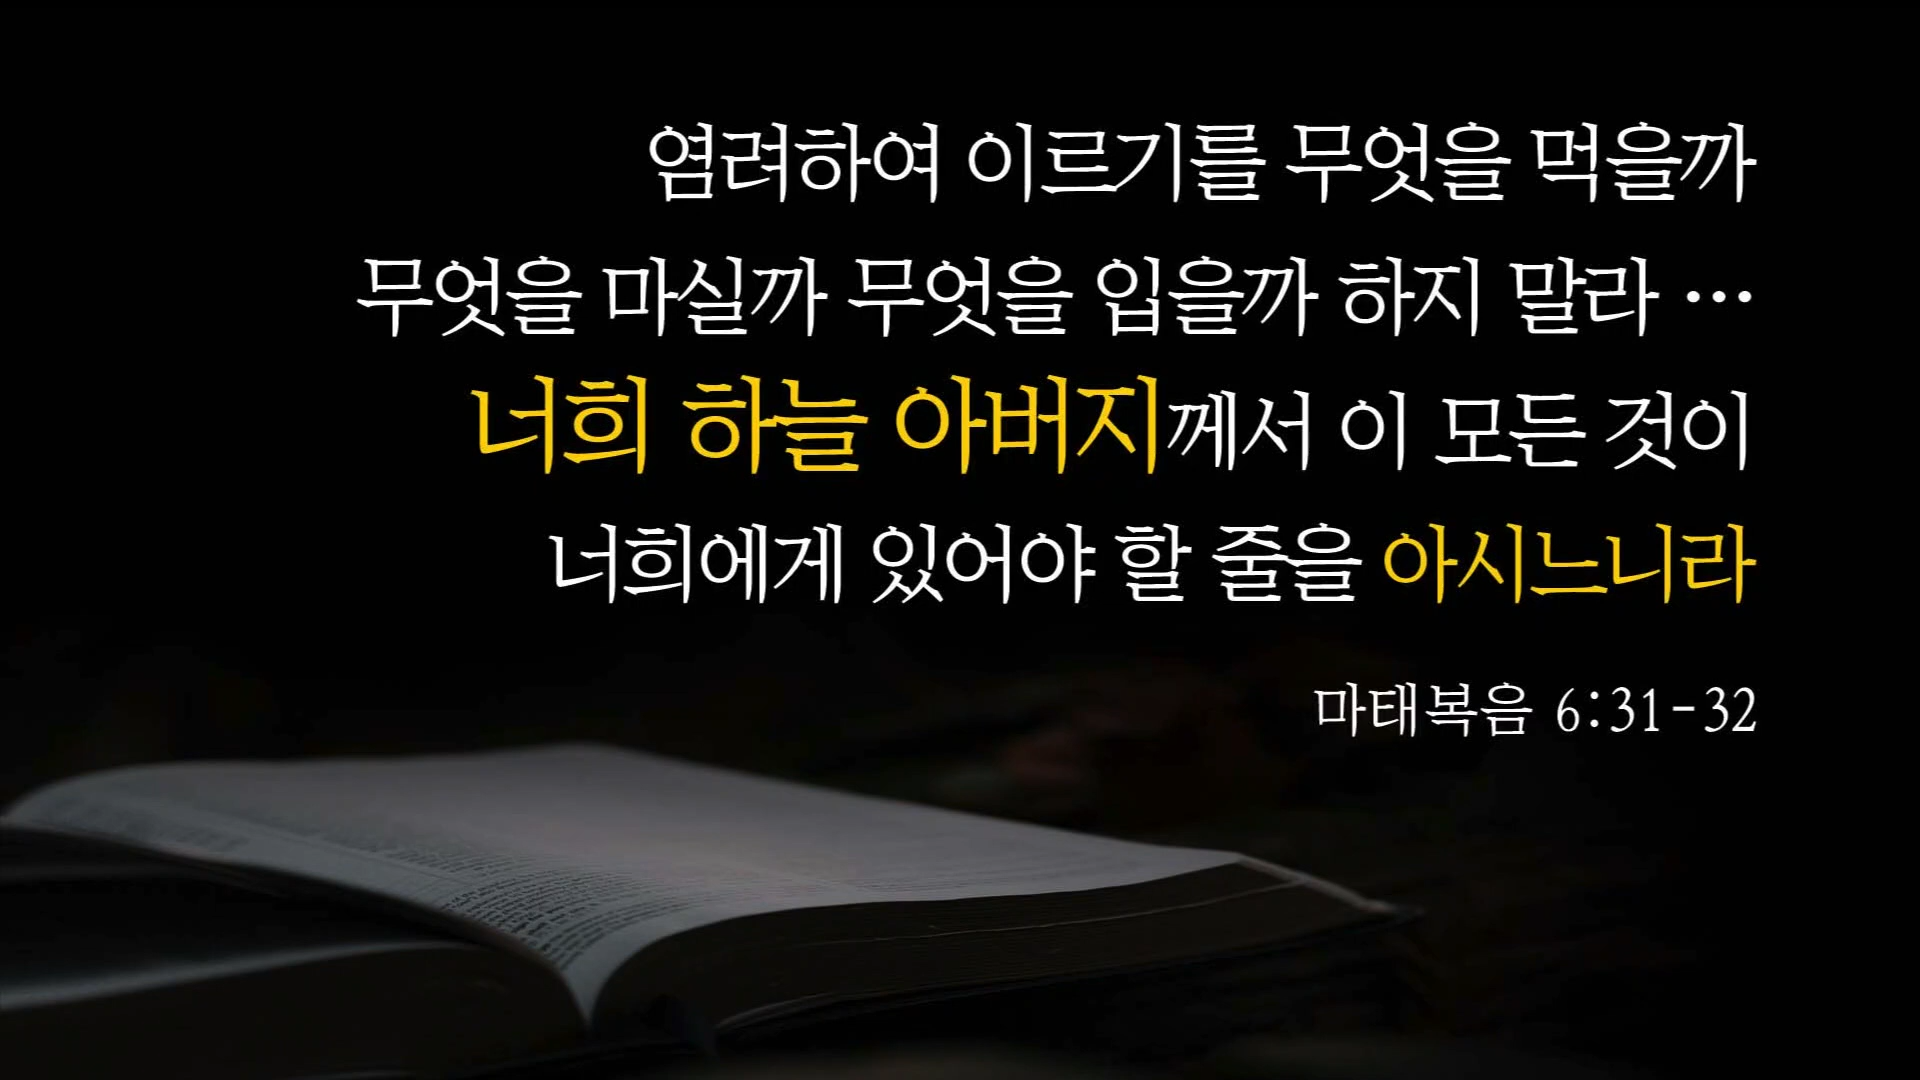 염려하여 이르기를 무엇을 먹을까
무엇을 마실까 무엇을 입을까 하지 말라 …
너희 하늘 아버지께서 이 모든 것이
너희에게 있어야 할 줄을 아시느니라
마태복음 6:31-32